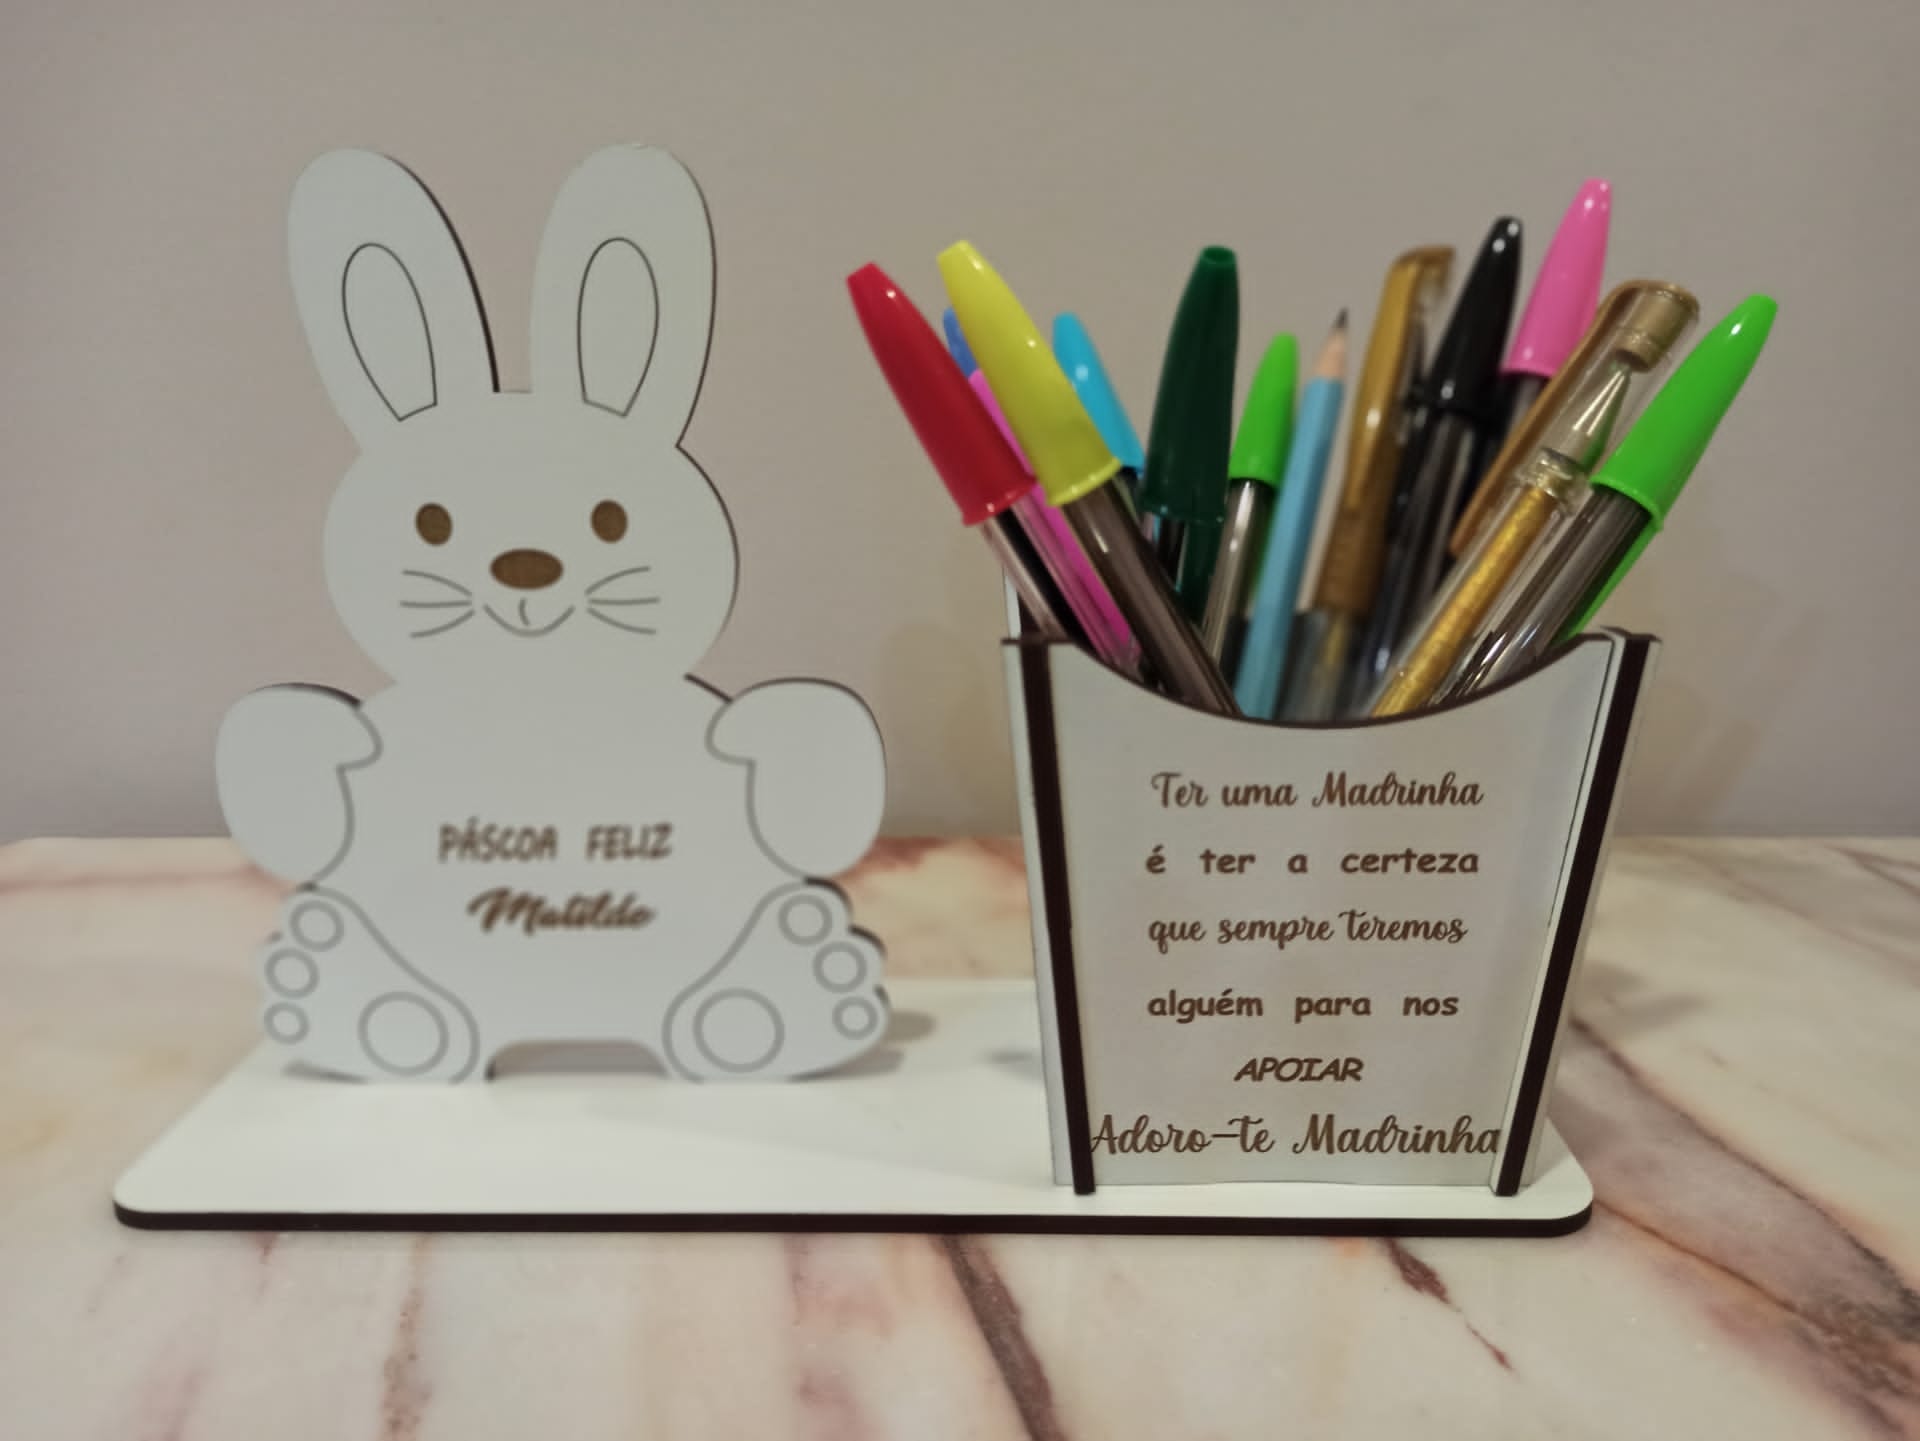 PÁSCOA FELIZ
Matilde
Ter uma Madrinha
é ter a certeza
que sempre teremos
alguém para nos
APOIAR
Adoro-te Madrinha